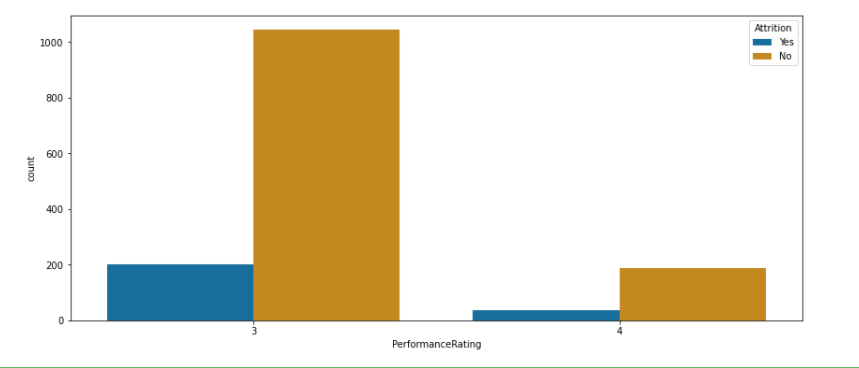 Attrition
Yes
No
1000
800
600
400
200
0
count
3
4
PerformanceRating